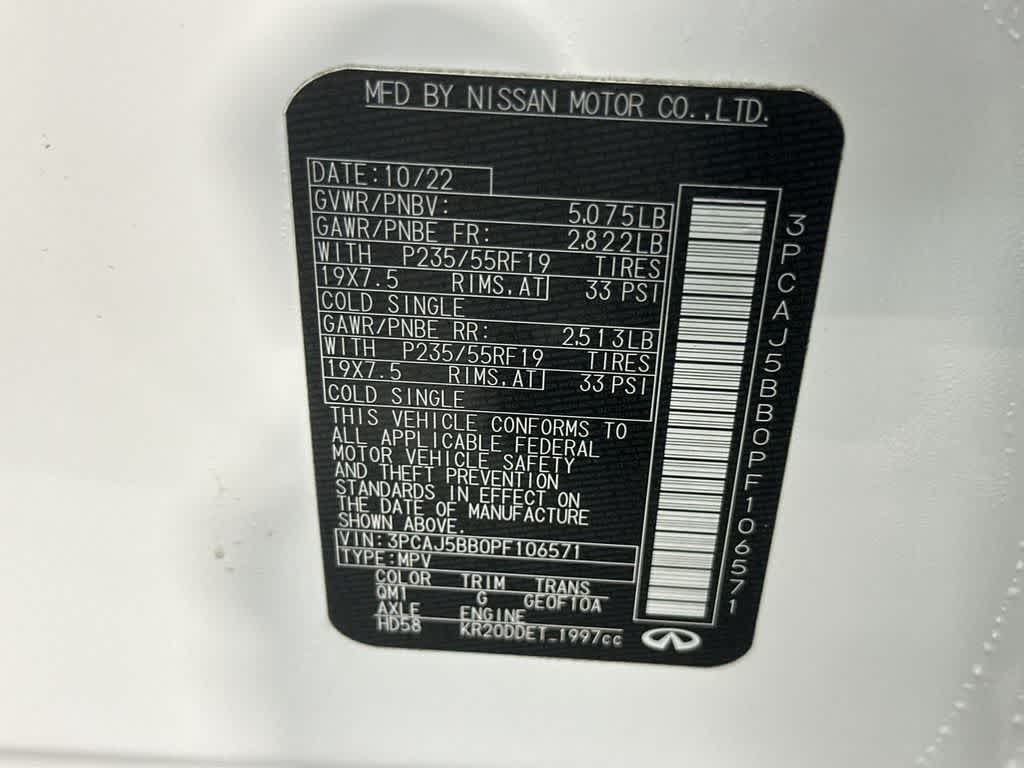 MFD BY NISSAN MOTOR CO.,LTD.
DATE:10/22
GVWR/PNBV: 5,075LB
GAWR/PNBE FR: 2,822LB
WITH P235/55RF19 TIRES
19X7.5 RIMS,AT 33 PSI
COLD SINGLE
GAWR/PNBE RR: 2,513LB
WITH P235/55RF19 TIRES
19X7.5 RIMS,AT 33 PSI
COLD SINGLE
THIS VEHICLE CONFORMS TO
ALL APPLICABLE FEDERAL
MOTOR VEHICLE SAFETY
AND THEFT PREVENTION
STANDARDS IN EFFECT ON
THE DATE OF MANUFACTURE
SHOWN ABOVE.
VIN:3PCAJ5BB0PF106571
TYPE:MPV
COLOR TRIM TRANS
QM1 G GE0F10A
AXLE ENGINE
HD58 KR20DDET_1997cc
3PCAJ5BB0PF106571